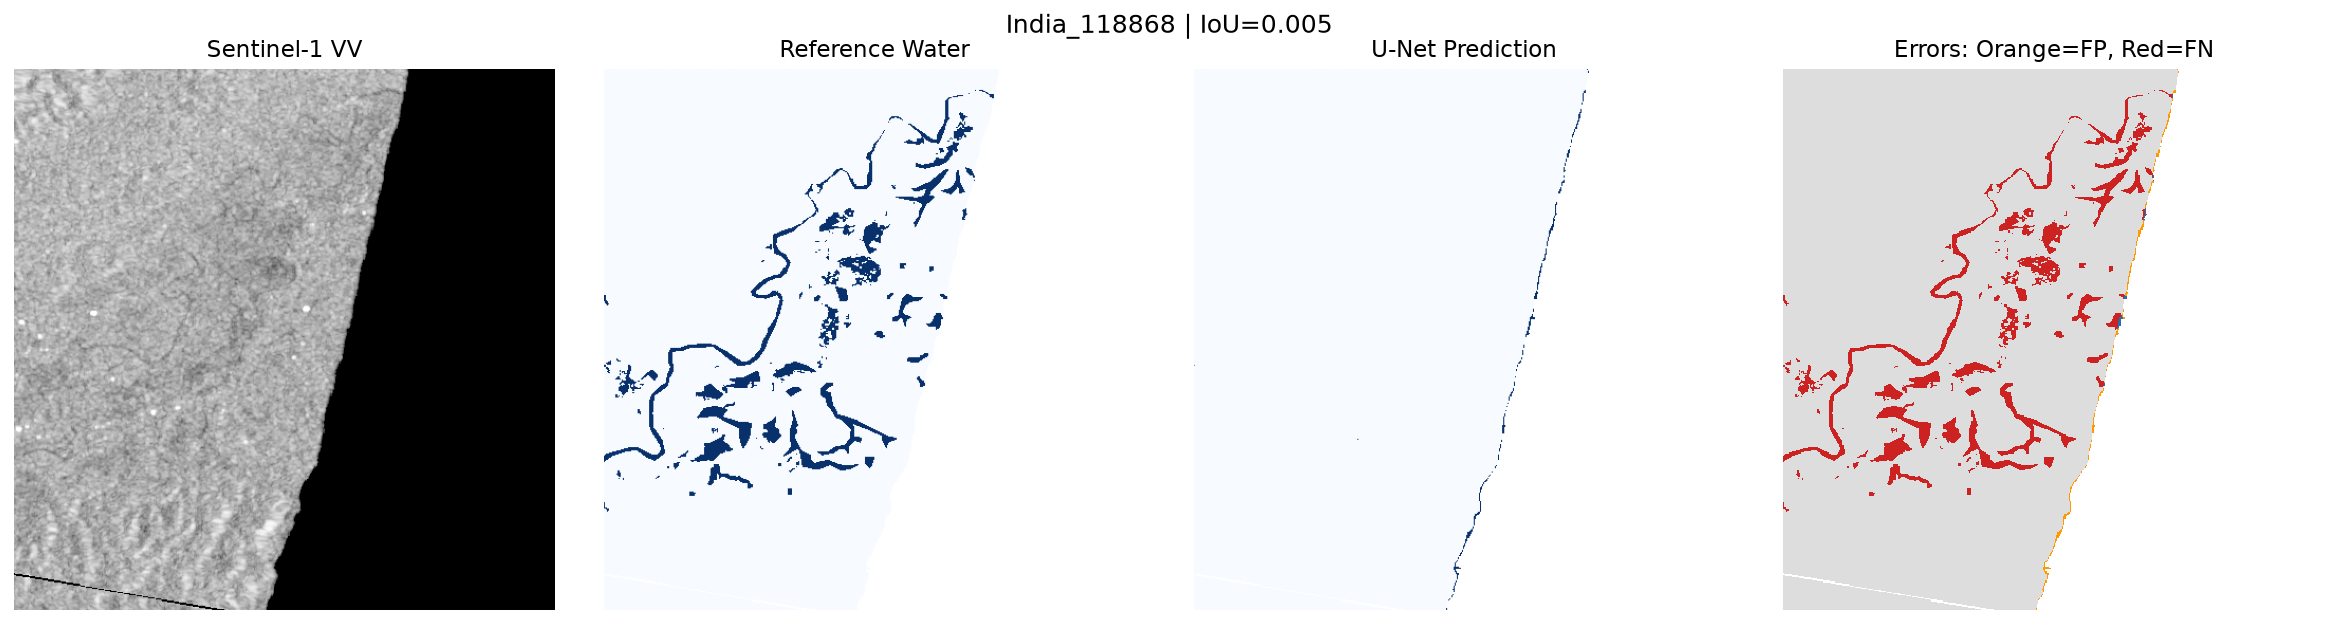 India_118868 | IoU=0.005
Sentinel-1 VV
Reference Water
U-Net Prediction
Errors: Orange=FP, Red=FN